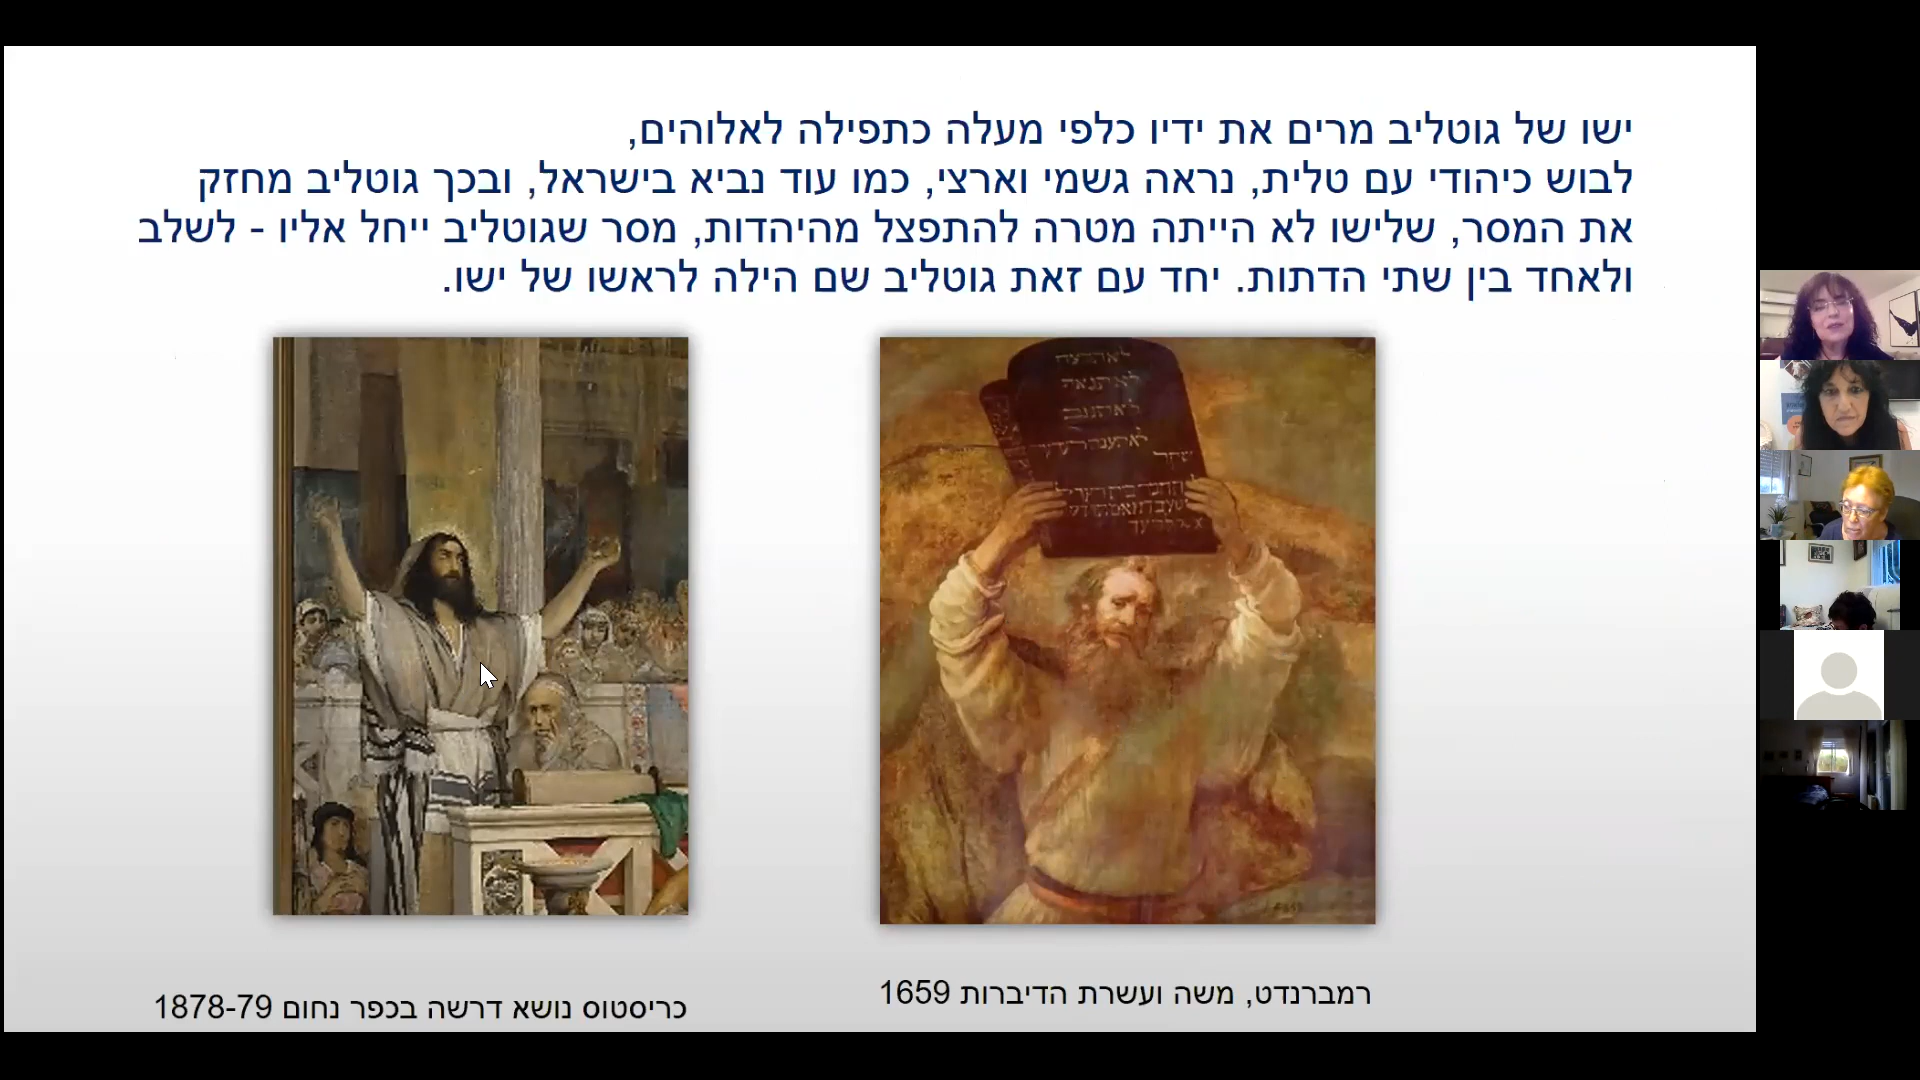 ישו של גוטליב מרים את ידיו כלפי מעלה כתפילה לאלוהים,
לבוש כיהודי עם טלית, נראה גשמי וארצי, כמו עוד נביא בישראל, ובכך גוטליב מחזק
את המסר, שלישו לא הייתה מטרה להתפצל מהיהדות, מסר שגוטליב ייחל אליו - לשלב
ולאחד בין שתי הדתות. יחד עם זאת גוטליב שם הילה לראשו של ישו.
רמברנדט, משה ועשרת הדיברות 1659
כריסטוס נושא דרשה בכפר נחום 1878-79